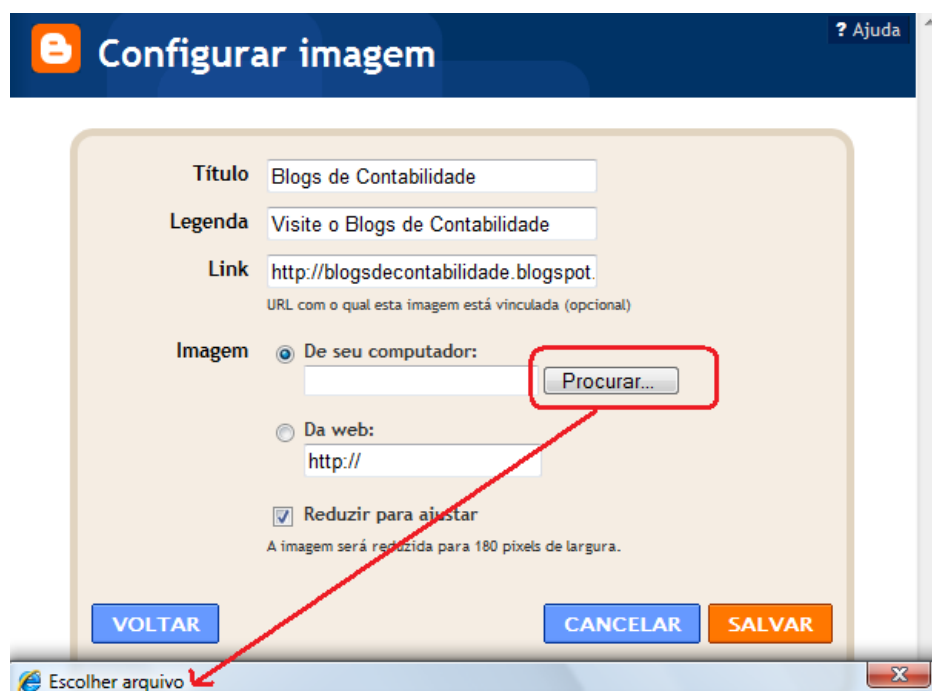 ? Ajuda
Configurar imagem
Título Blogs de Contabilidade
Legenda Visite o Blogs de Contabilidade
Link http://blogsdecontabilidade.blogspot.
URL com o qual esta imagem está vinculada (opcional)
Imagem De seu computador:
Procurar...
Da web:
http://
Reduzir para ajustar
A imagem será reduzida para 180 pixels de largura.
VOLTAR CANCELAR SALVAR
Escolher arquivo